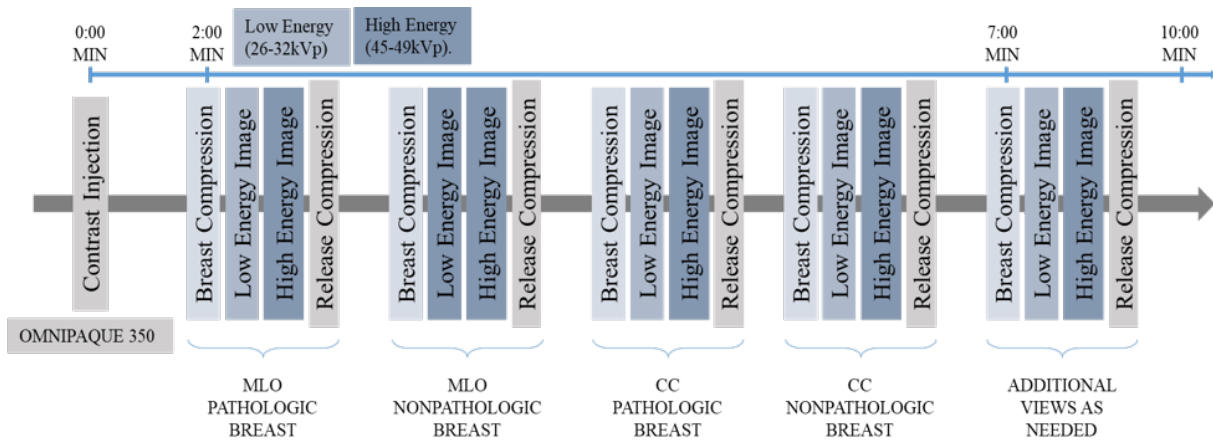 0:00
MIN
2:00
MIN
Low Energy
(26-32kVp)
High Energy
(45-49kVp).
7:00
MIN
10:00
MIN
Contrast Injection
OMNIPAQUE 350
Breast Compression
Low Energy Image
High Energy Image
Release Compression
MLO
PATHOLOGIC
BREAST
Breast Compression
Low Energy Image
High Energy Image
Release Compression
MLO
NONPATHOLOGIC
BREAST
Breast Compression
Low Energy Image
High Energy Image
Release Compression
CC
PATHOLOGIC
BREAST
Breast Compression
Low Energy Image
High Energy Image
Release Compression
CC
NONPATHOLOGIC
BREAST
Breast Compression
Low Energy Image
High Energy Image
Release Compression
ADDITIONAL
VIEWS AS
NEEDED